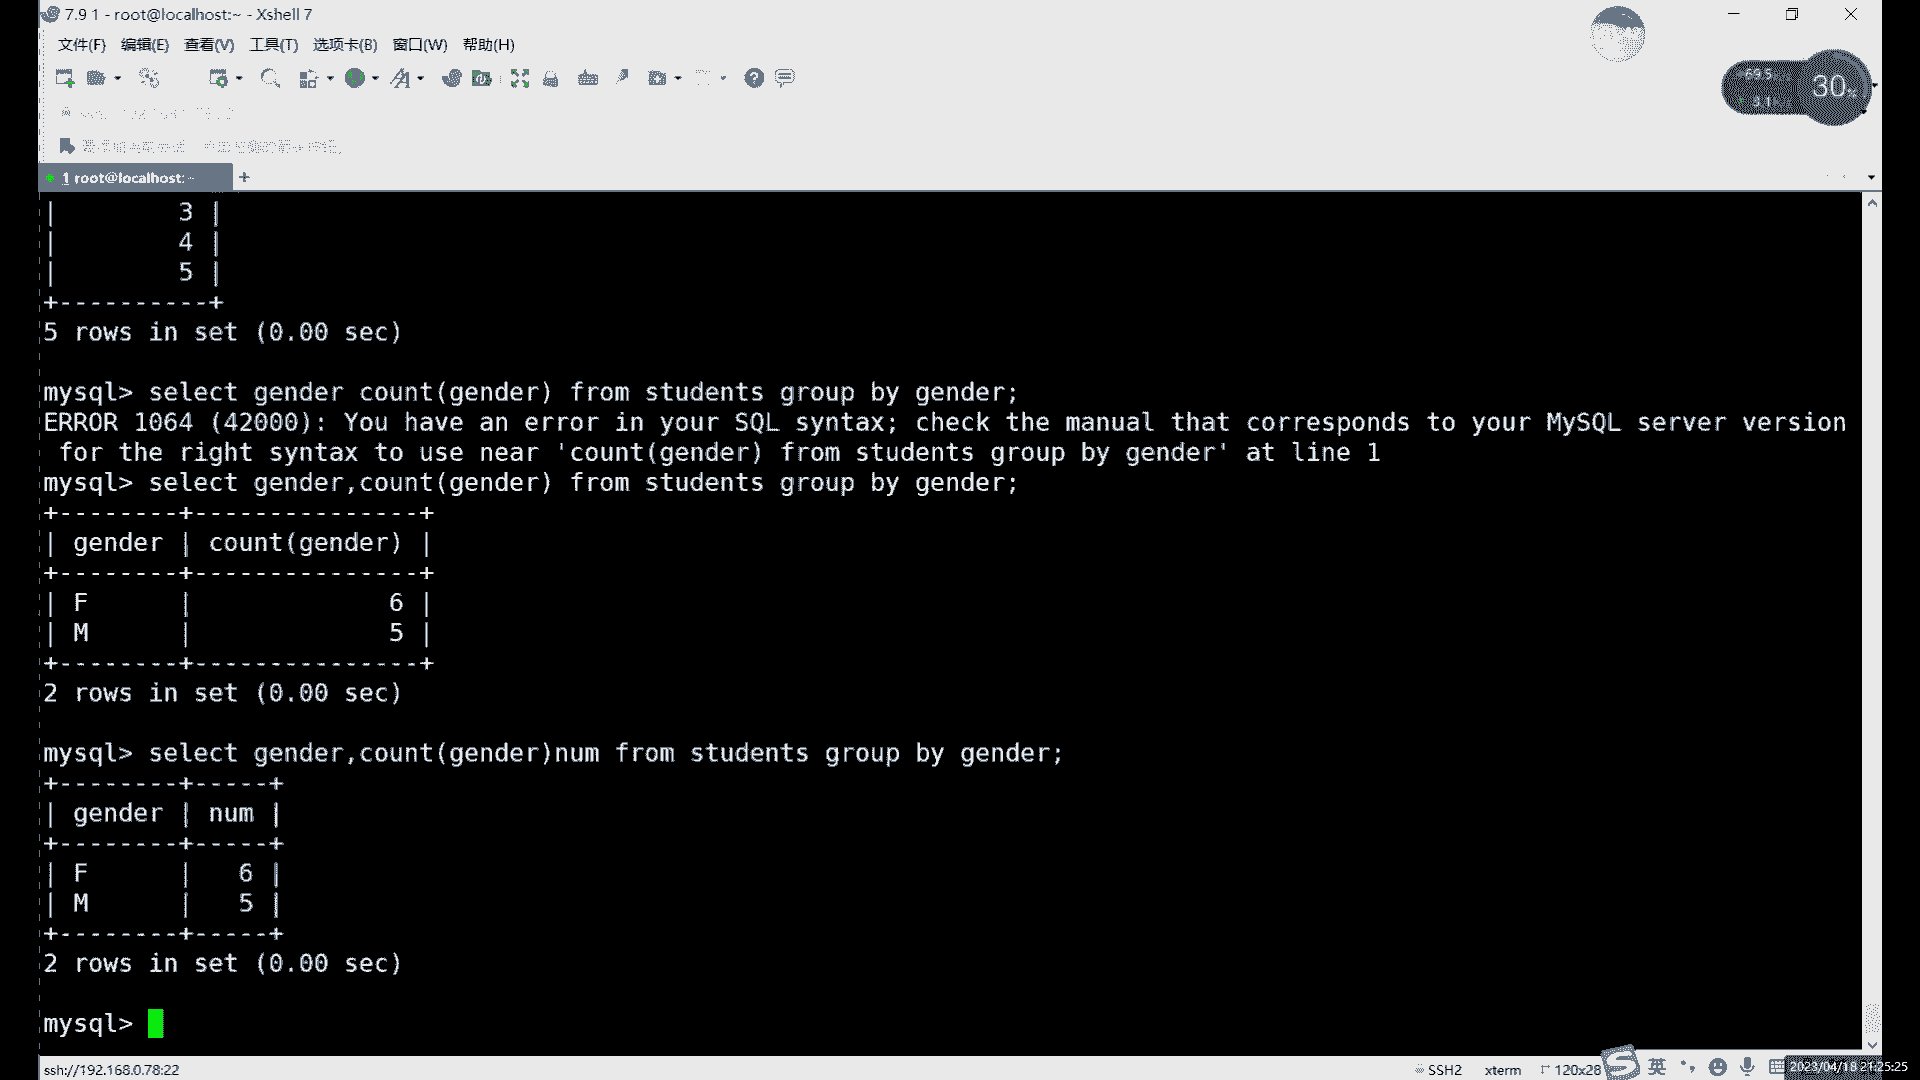 7.9 1 - root@localhost:~ - Xshell 7
文件(F) 编辑(E) 查看(V) 工具(T) 选项卡(B) 窗口(W) 帮助(H)
69.5
30%
3.1
1 root@localhost:~ +
| 3 |
| 4 |
| 5 |
+----------+
5 rows in set (0.00 sec)
mysql> select gender count(gender) from students group by gender;
ERROR 1064 (42000): You have an error in your SQL syntax; check the manual that corresponds to your MySQL server version
for the right syntax to use near 'count(gender) from students group by gender' at line 1
mysql> select gender,count(gender) from students group by gender;
+--------+---------------+
| gender | count(gender) |
+--------+---------------+
| F | 6 |
| M | 5 |
+--------+---------------+
2 rows in set (0.00 sec)
mysql> select gender,count(gender)num from students group by gender;
+--------+-----+
| gender | num |
+--------+-----+
| F | 6 |
| M | 5 |
+--------+-----+
2 rows in set (0.00 sec)
mysql>
ssh://192.168.0.78:22 SSH2 xterm 120x28 英 2023/04/18 21:25:25